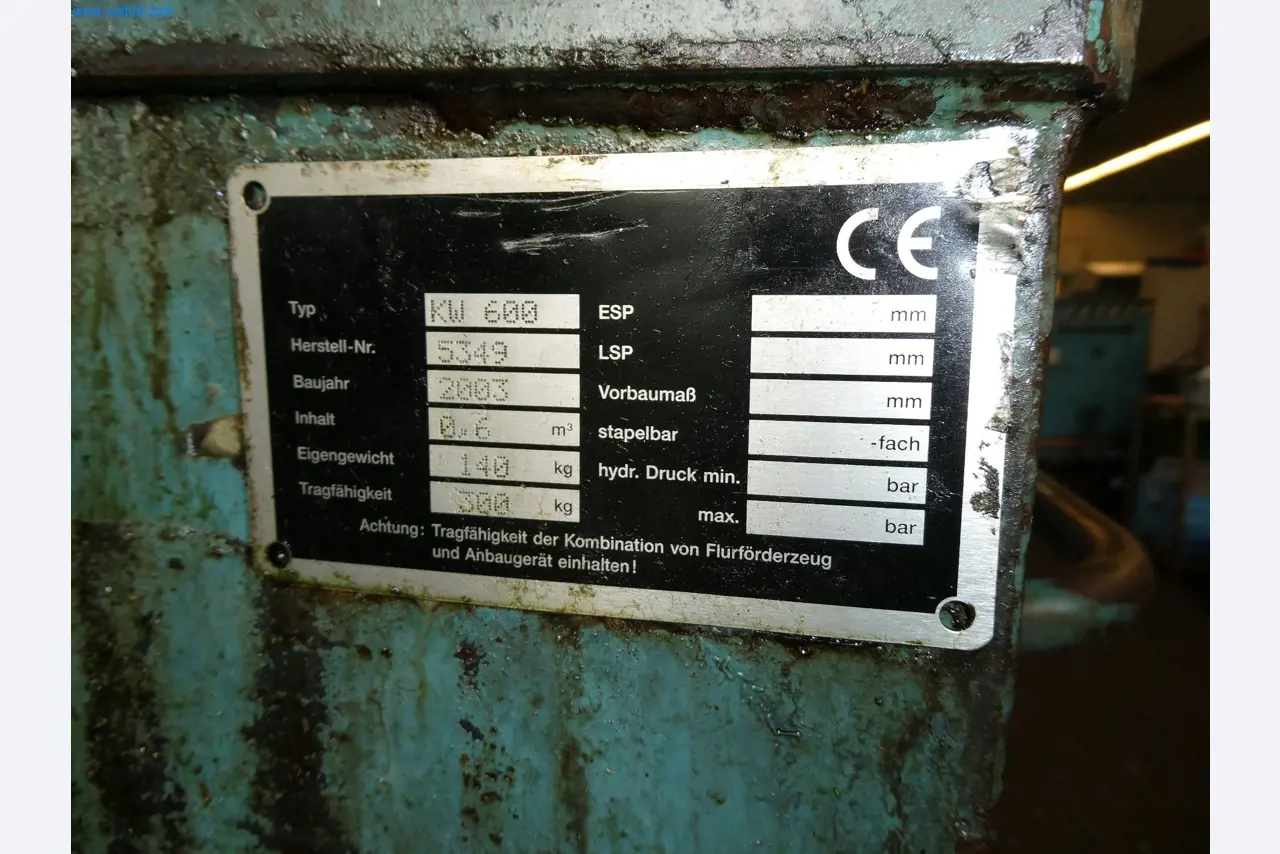 CE
Typ KW 600
Herstell-Nr. 5349
Baujahr 2003
Inhalt 0.6 m³
Eigengewicht 140 kg
Tragfähigkeit 300 kg
ESP mm
LSP mm
Vorbaumaß mm
stapelbar -fach
hydr. Druck min. bar
max. bar
Achtung: Tragfähigkeit der Kombination von Flurförderzeug
und Anbaugerät einhalten!